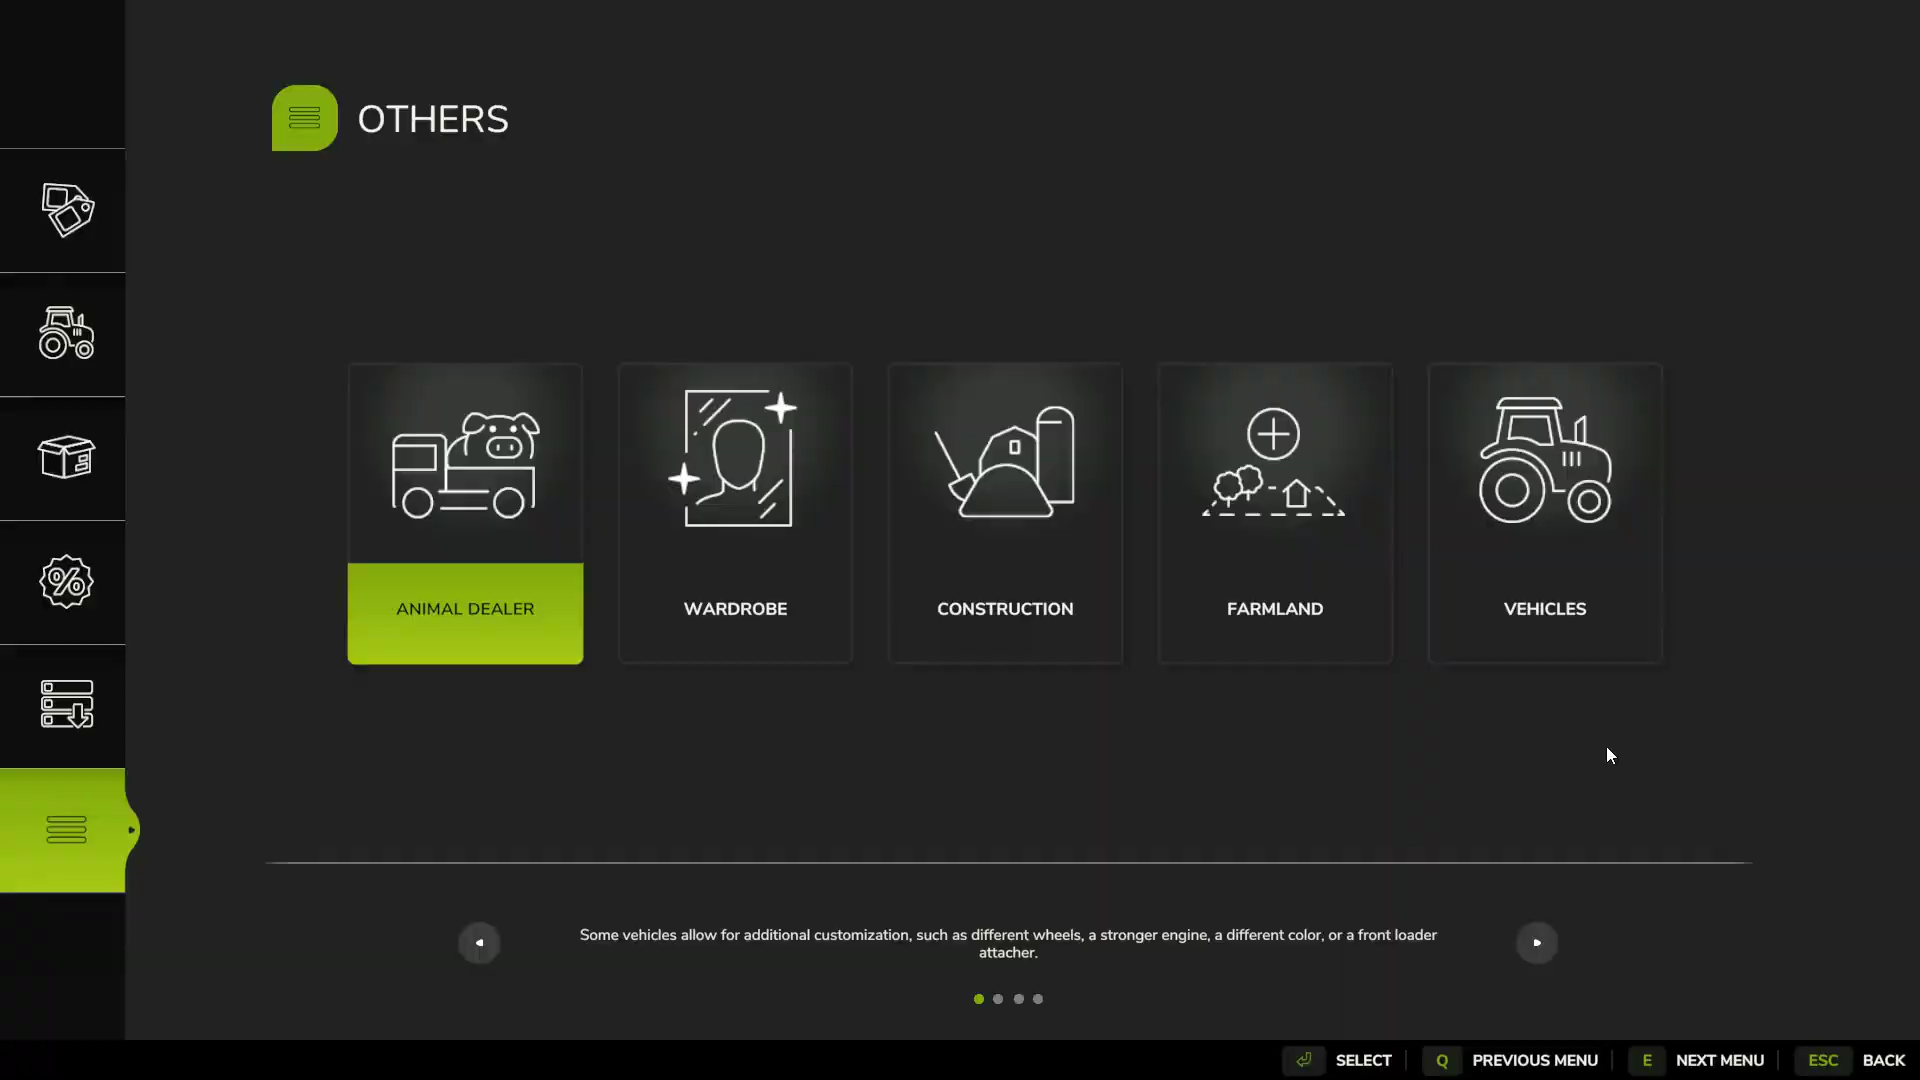 OTHERS
ANIMAL DEALER
WARDROBE
CONSTRUCTION
FARMLAND
VEHICLES
Some vehicles allow for additional customization, such as different wheels, a stronger engine, a different color, or a front loader
attacher.
SELECT
Q PREVIOUS MENU
E NEXT MENU
ESC BACK